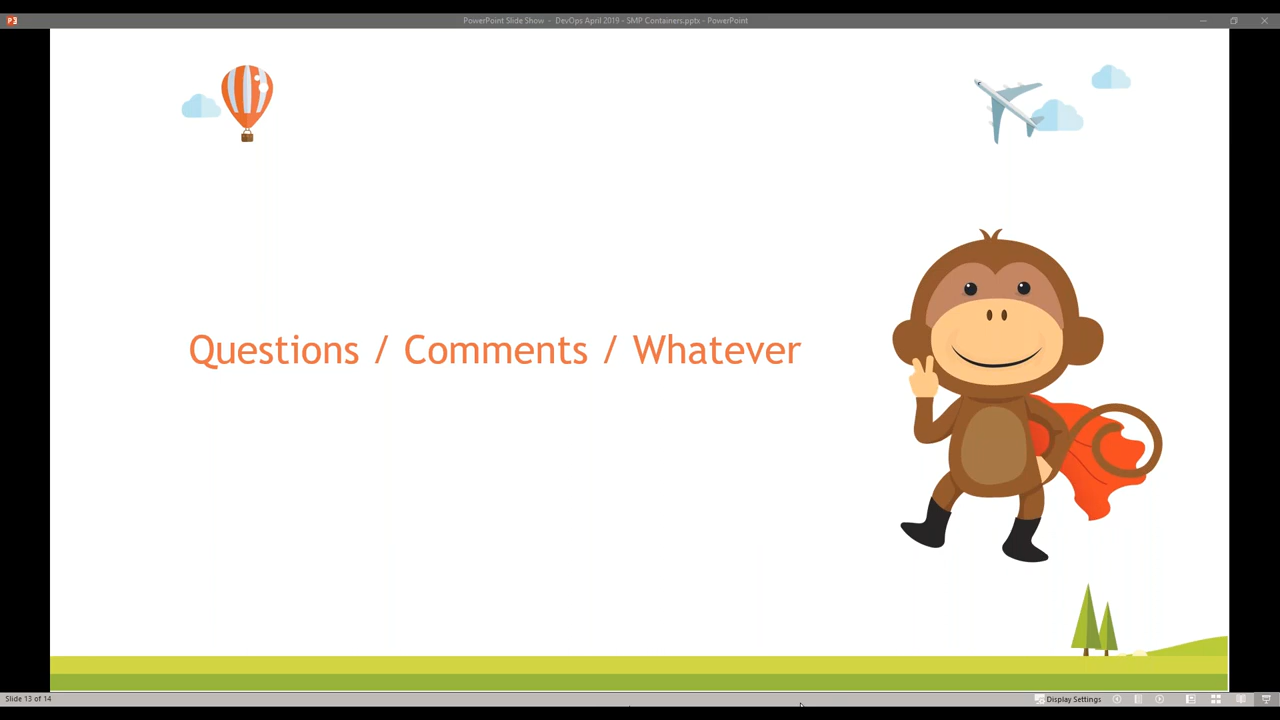 PowerPoint Slide Show - DevOps April 2019 - SMP Containers.pptx - PowerPoint
Questions / Comments / Whatever
Slide 13 of 14
Display Settings